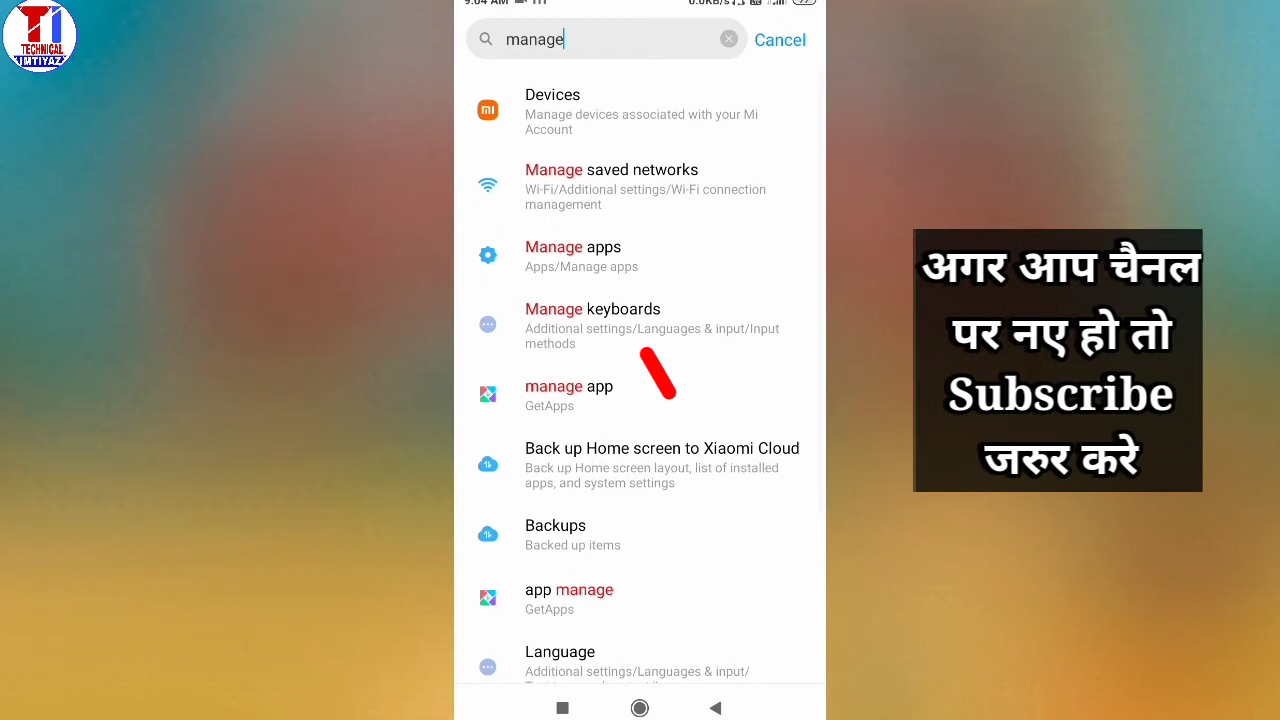 TI
TECHNICAL
IMTIYAZ
9:04 AM
0.0KB/s
manage
Cancel
Devices
Manage devices associated with your Mi
Account
Manage saved networks
Wi-Fi/Additional settings/Wi-Fi connection
management
Manage apps
Apps/Manage apps
Manage keyboards
Additional settings/Languages & input/Input
methods
manage app
GetApps
Back up Home screen to Xiaomi Cloud
Back up Home screen layout, list of installed
apps, and system settings
Backups
Backed up items
app manage
GetApps
Language
Additional settings/Languages & input/
अगर आप चैनल
पर नए हो तो
Subscribe
जरुर करे